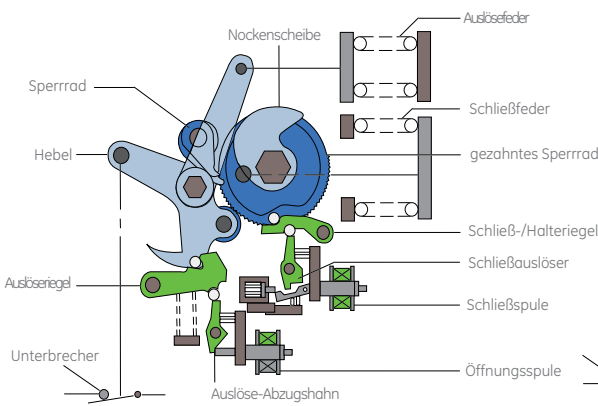 Auslösefeder
Nockenscheibe
Sperrrad
Schließfeder
Hebel
gezahntes Sperrrad
Schließ-/Halteriegel
Schließauslöser
Auslöseriegel
Schließspule
Unterbrecher
Öffnungsspule
Auslöse-Abzugshahn